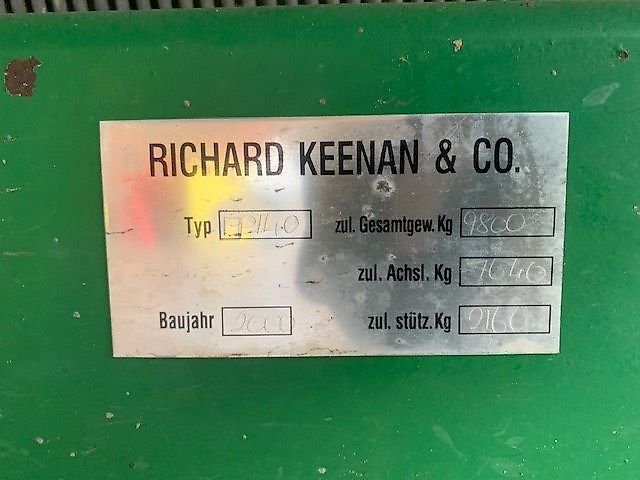 RICHARD KEENAN & CO.
Typ zul. Gesamtgew. Kg 9800
zul. Achsl. Kg 7640
Baujahr 2000 zul. stütz. Kg 2160